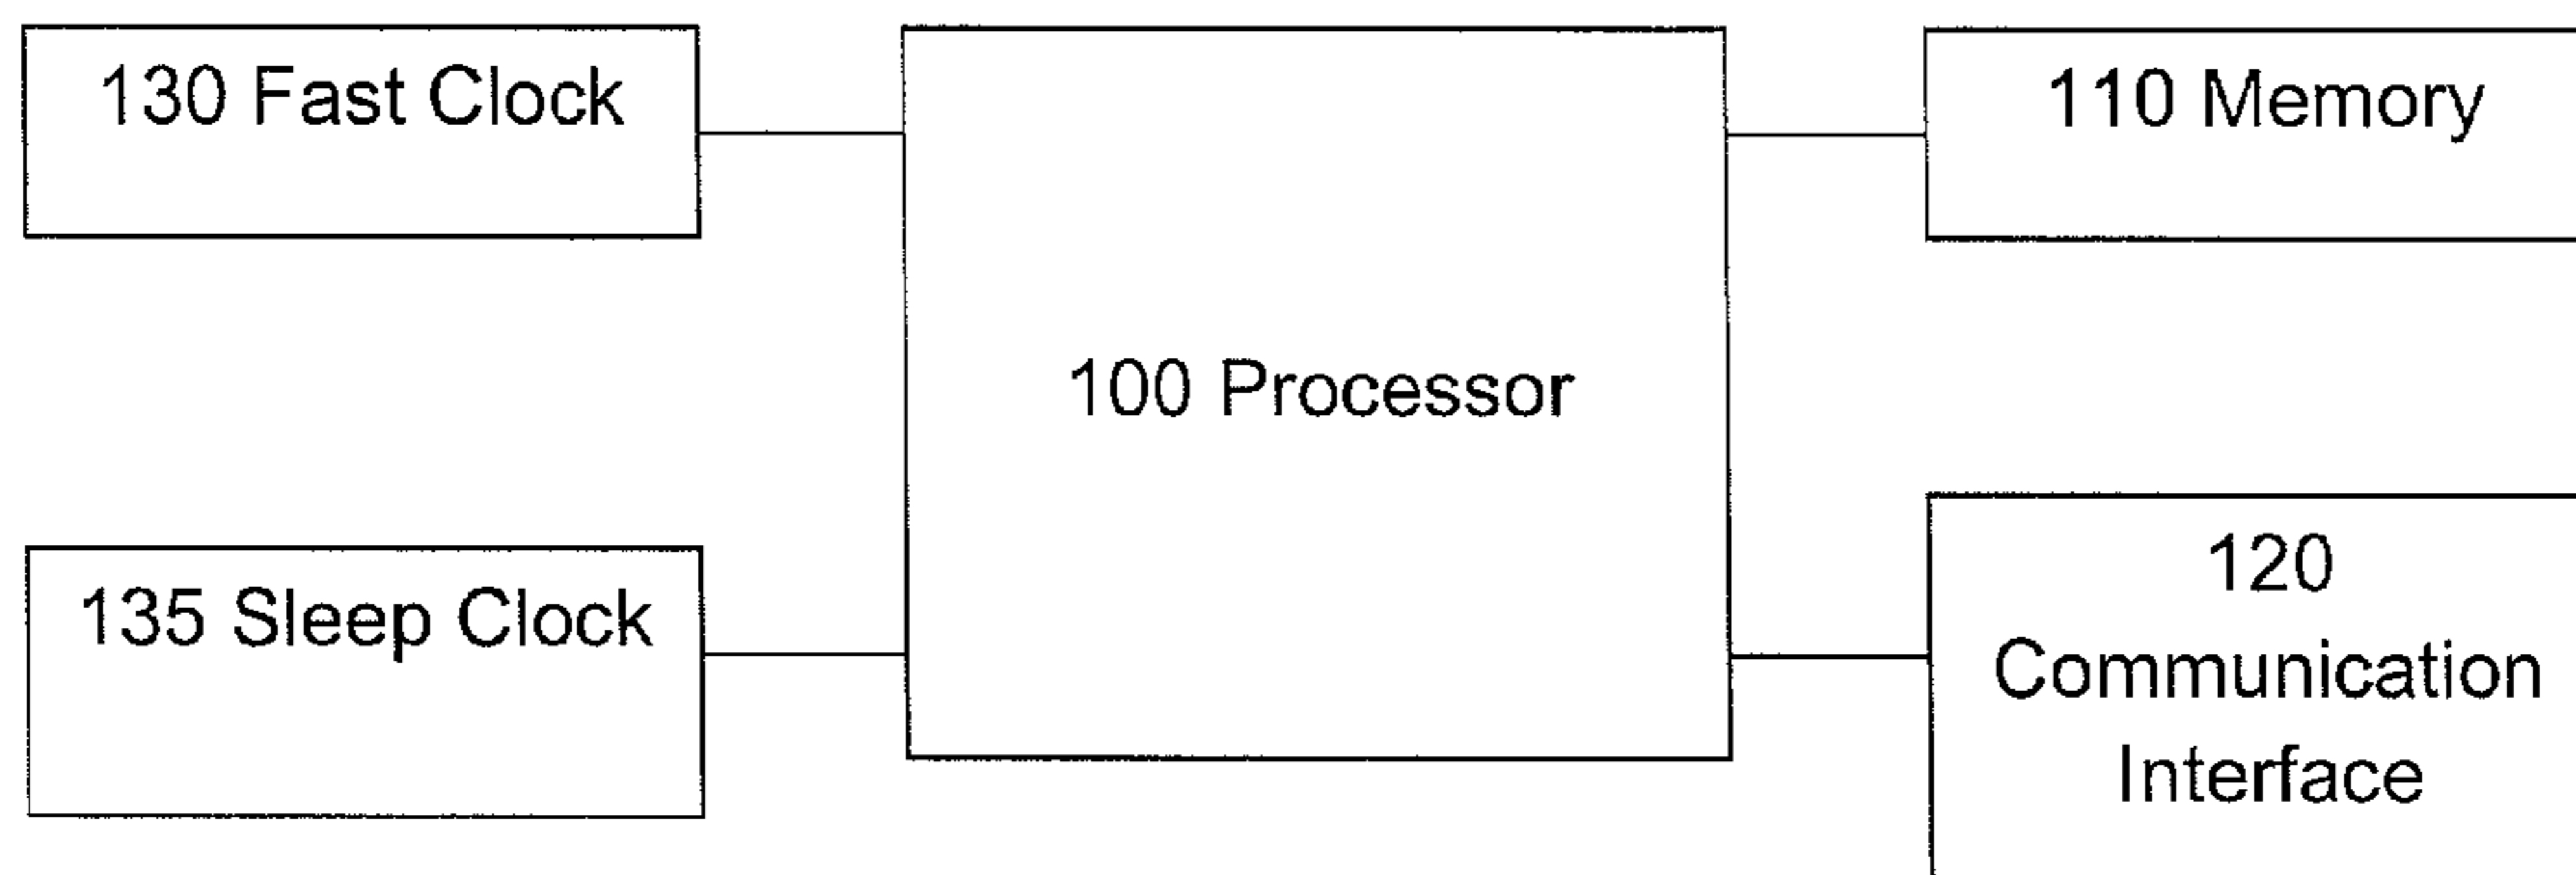 130 Fast Clock
110 Memory
100 Processor
135 Sleep Clock
120
Communication
Interface